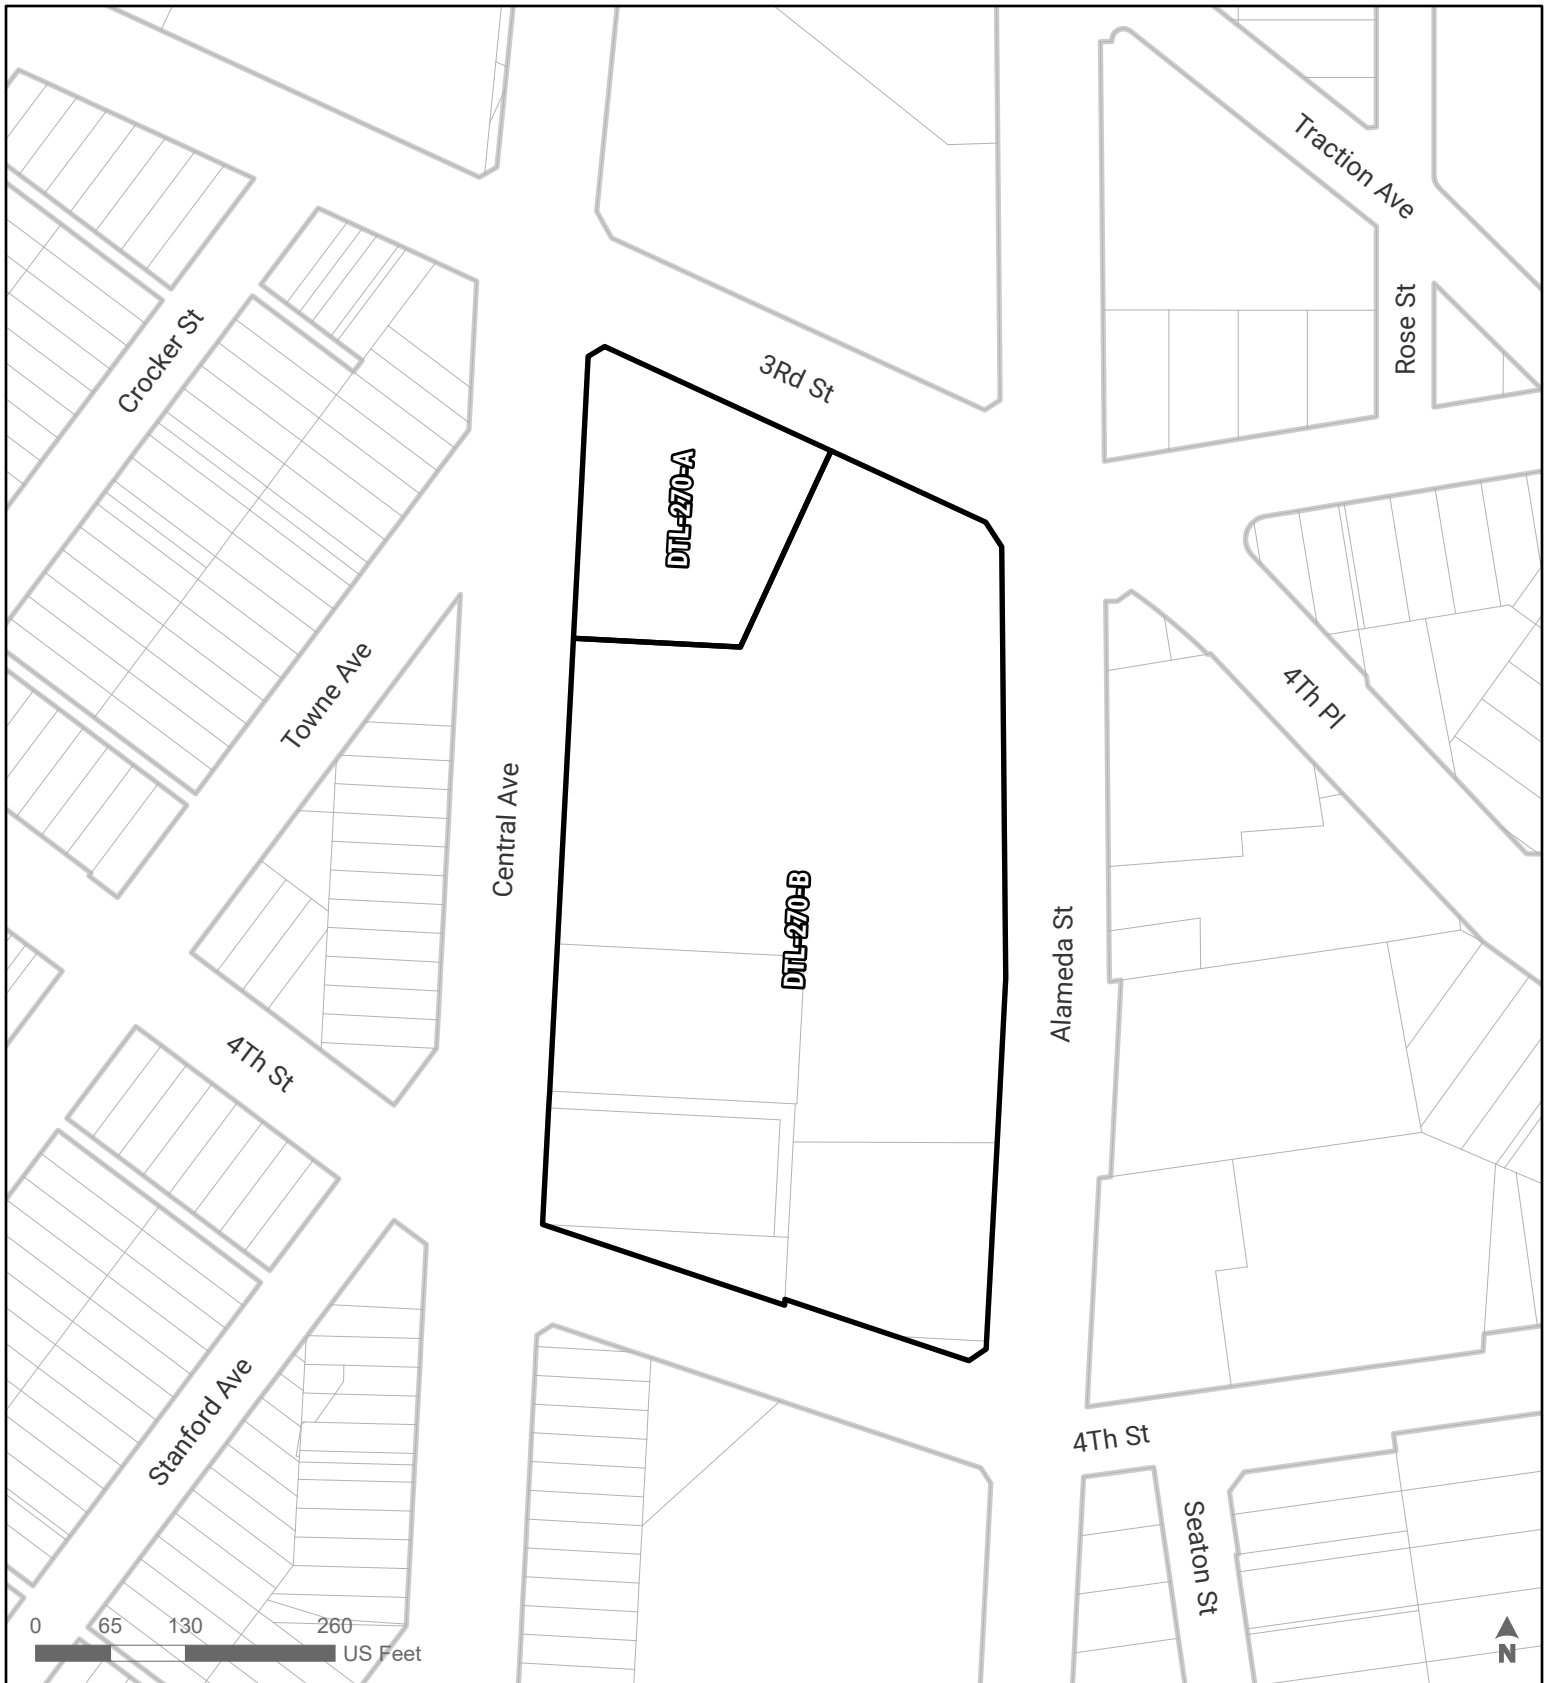 Traction Ave
Rose St
Crocker St
3Rd St
DTL-270-A
Towne Ave
4Th Pl
Central Ave
DTL-270-B
Alameda St
4Th St
Stanford Ave
4Th St
Seaton St
0 65 130 260
US Feet
N